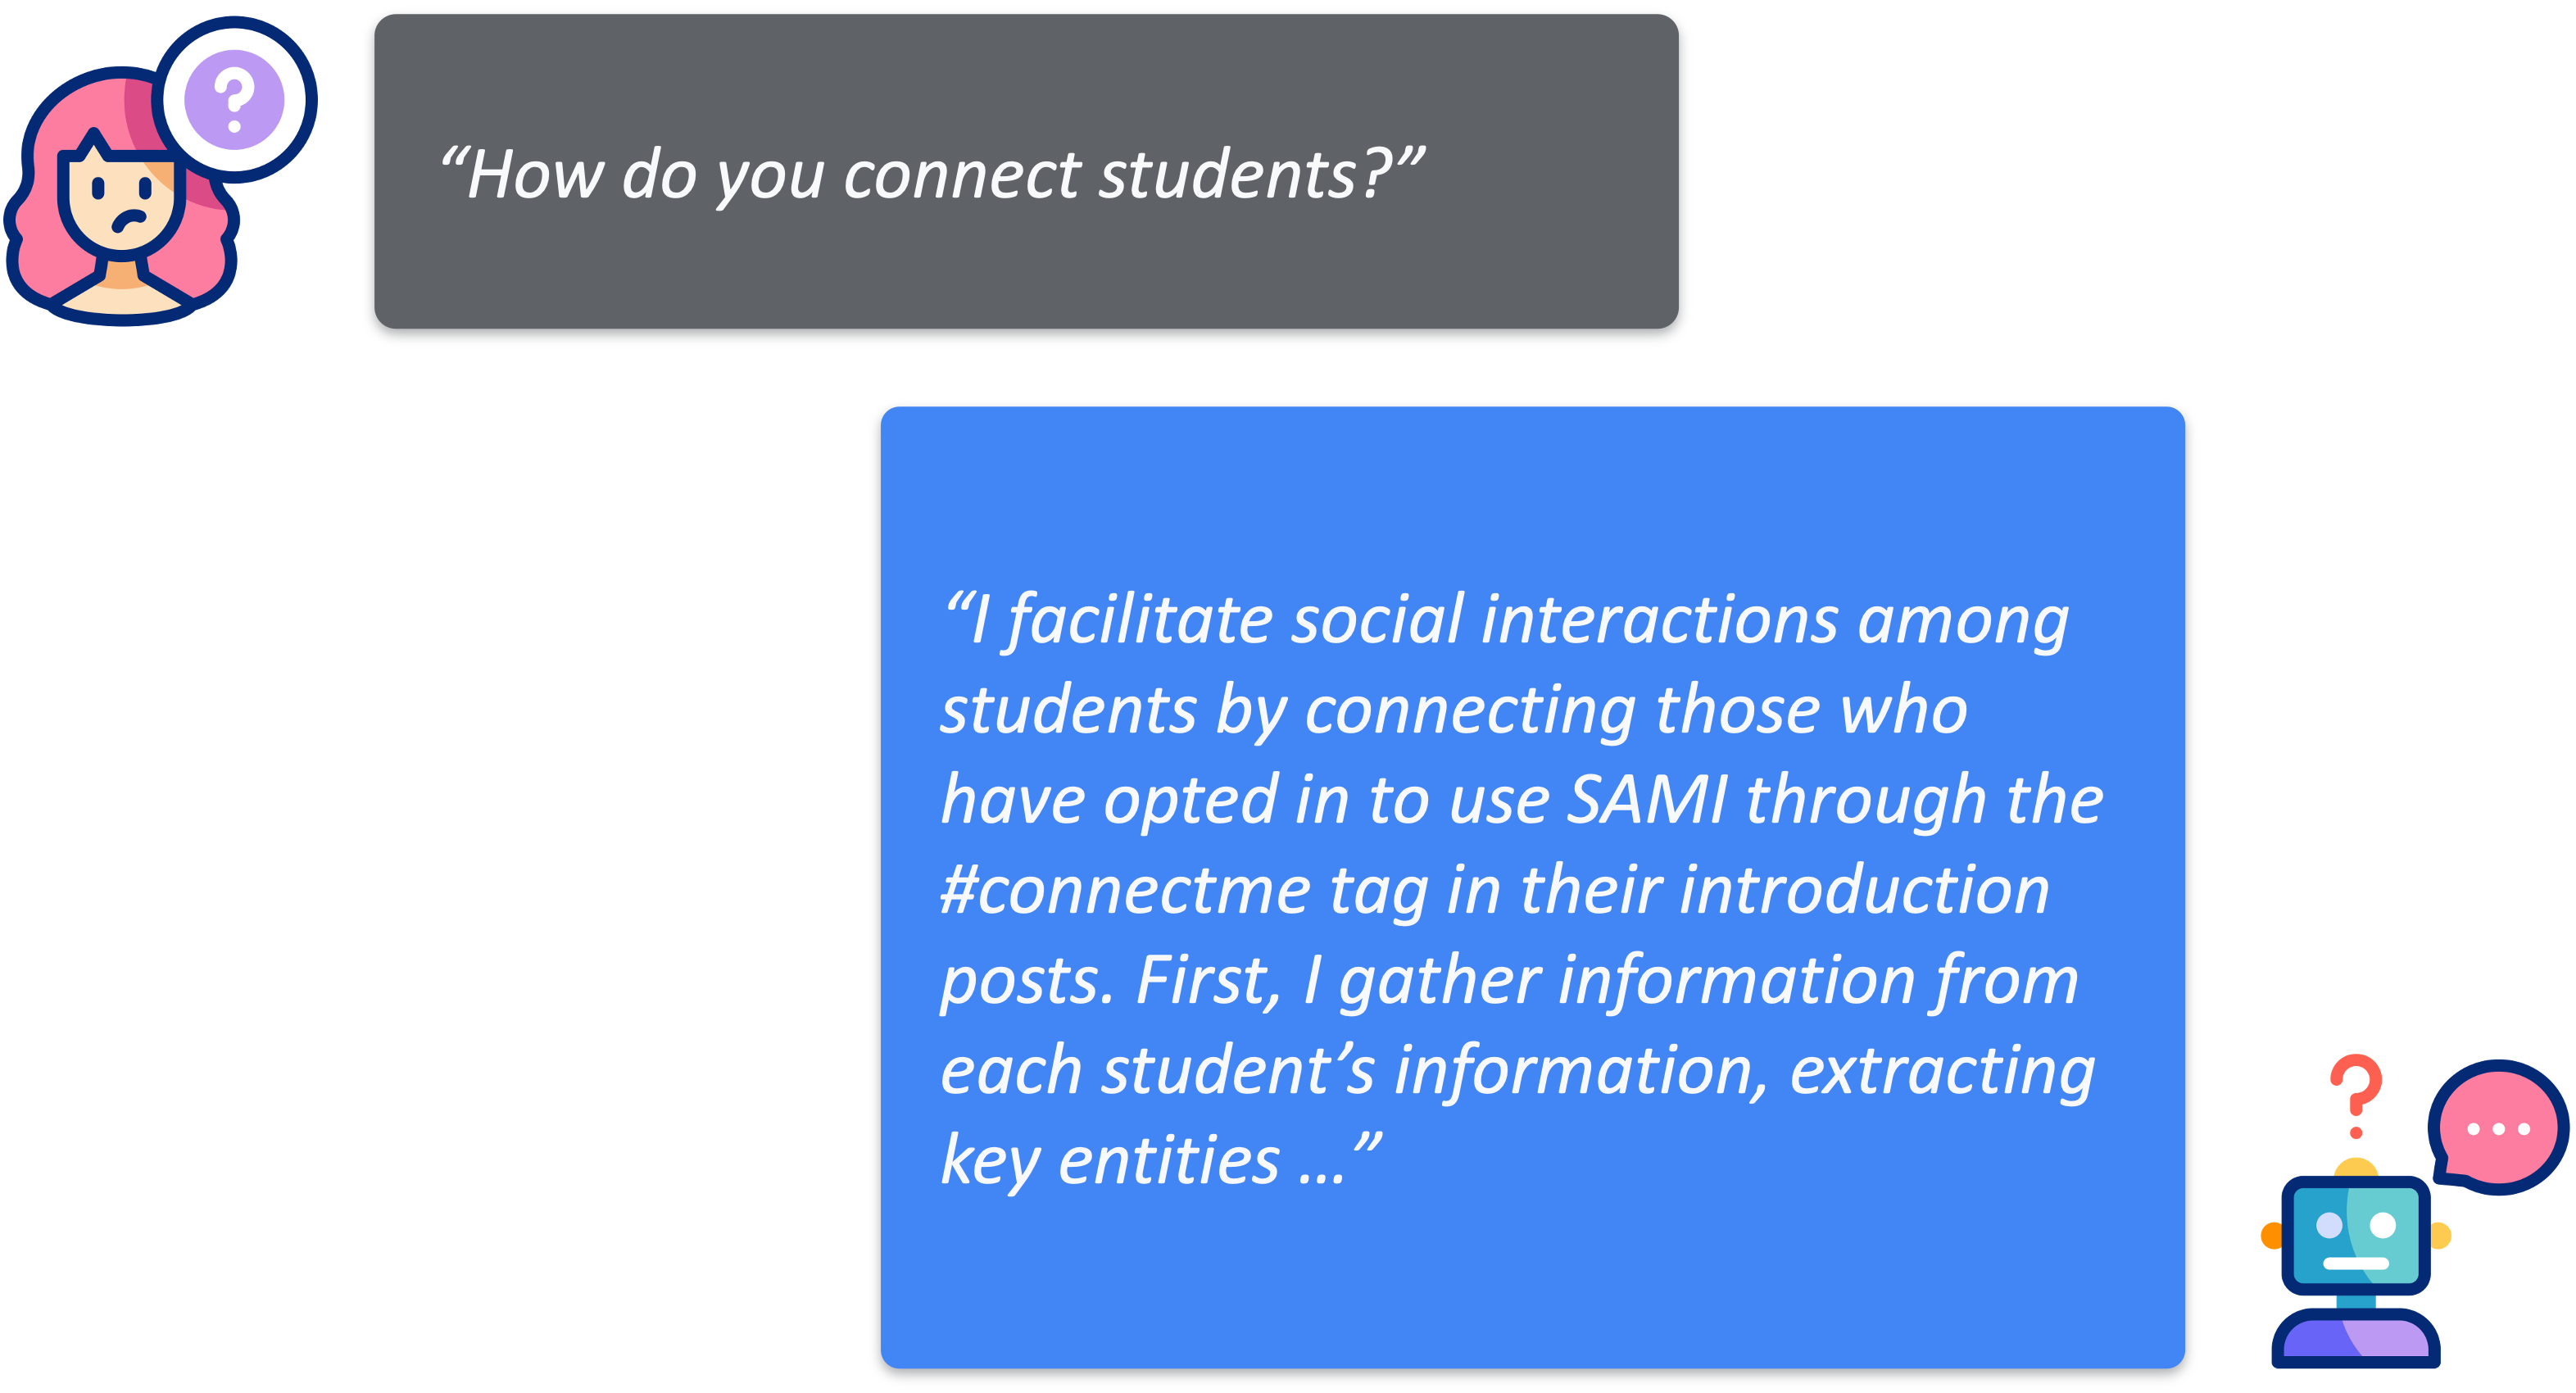 “How do you connect students?”
“I facilitate social interactions among
students by connecting those who
have opted in to use SAMI through the
#connectme tag in their introduction
posts. First, I gather information from
each student’s information, extracting
key entities …”